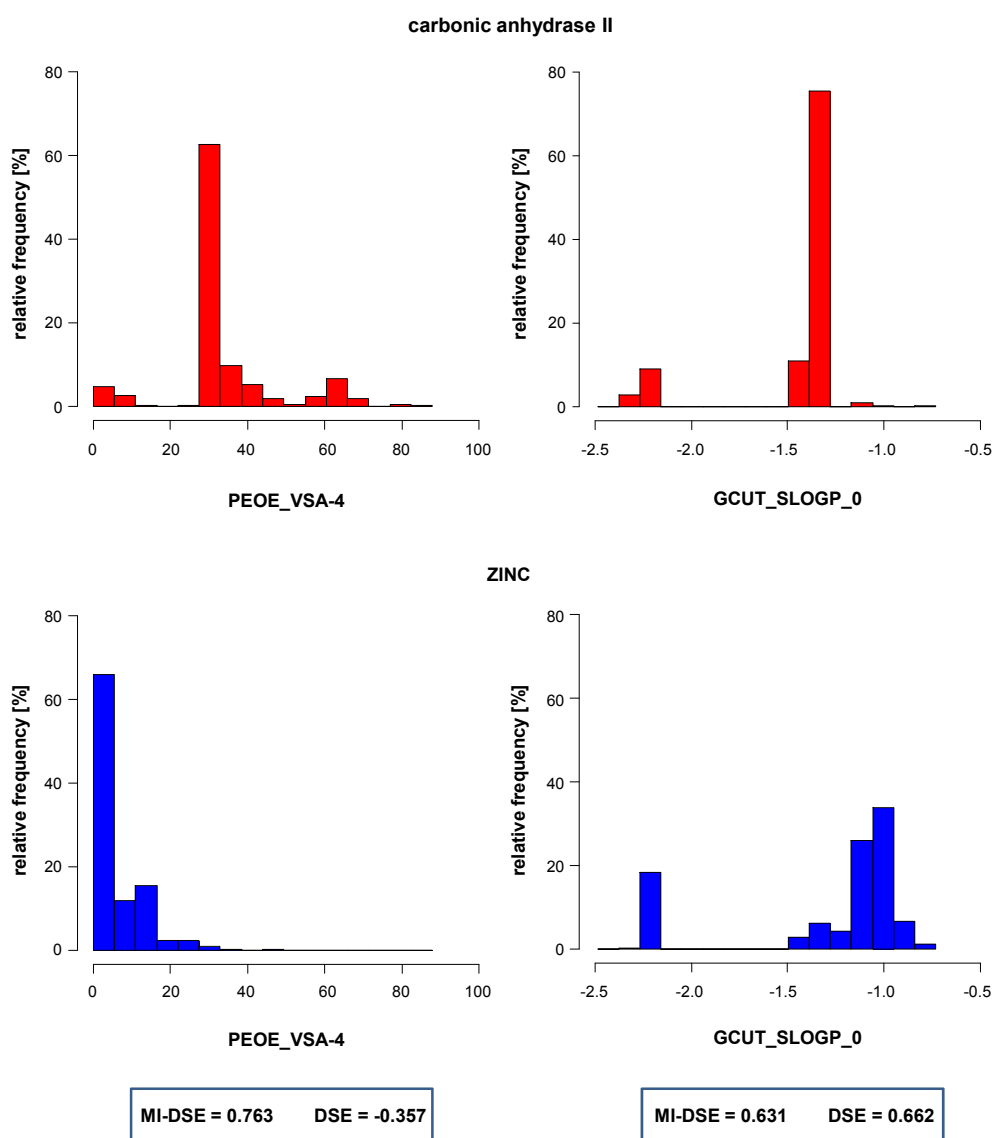 carbonic anhydrase II
relative frequency [%]
80
60
40
20
0
0 20 40 60 80 100
PEOE_VSA-4
relative frequency [%]
80
60
40
20
0
-2.5 -2.0 -1.5 -1.0 -0.5
GCUT_SLOGP_0
ZINC
relative frequency [%]
80
60
40
20
0
0 20 40 60 80 100
PEOE_VSA-4
relative frequency [%]
80
60
40
20
0
-2.5 -2.0 -1.5 -1.0 -0.5
GCUT_SLOGP_0
MI-DSE = 0.763 DSE = -0.357
MI-DSE = 0.631 DSE = 0.662